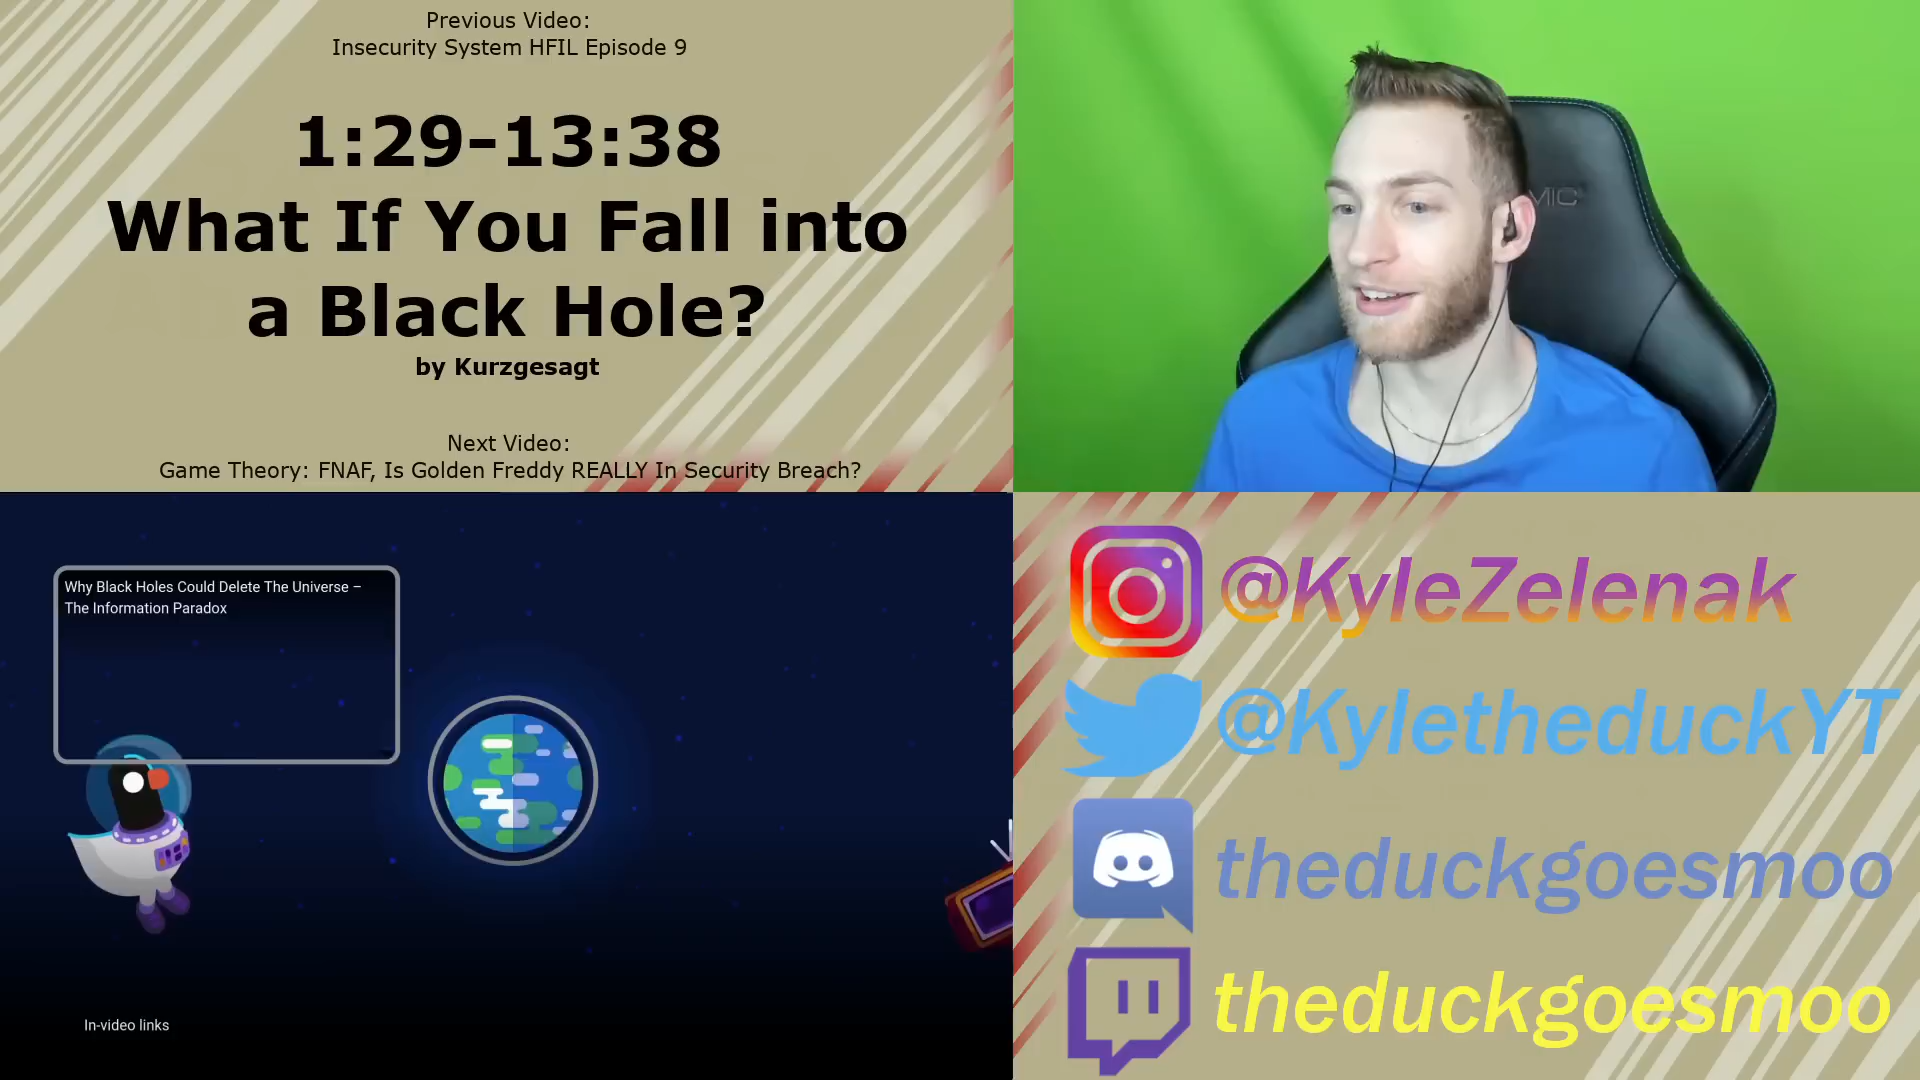 Previous Video:
Insecurity System HFIL Episode 9
1:29-13:38
What If You Fall into
a Black Hole?
by Kurzgesagt
Next Video:
Game Theory: FNAF, Is Golden Freddy REALLY In Security Breach?
Why Black Holes Could Delete The Universe –
The Information Paradox
In-video links
@KyleZelenak
@KyletheduckYT
theduckgoesmoo
theduckgoesmoo